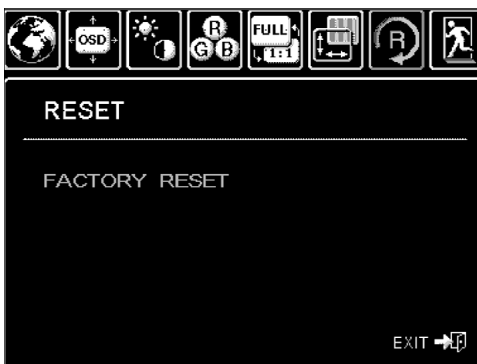 OSD
R
G B
FULL
1:1
R
RESET
FACTORY RESET
EXIT